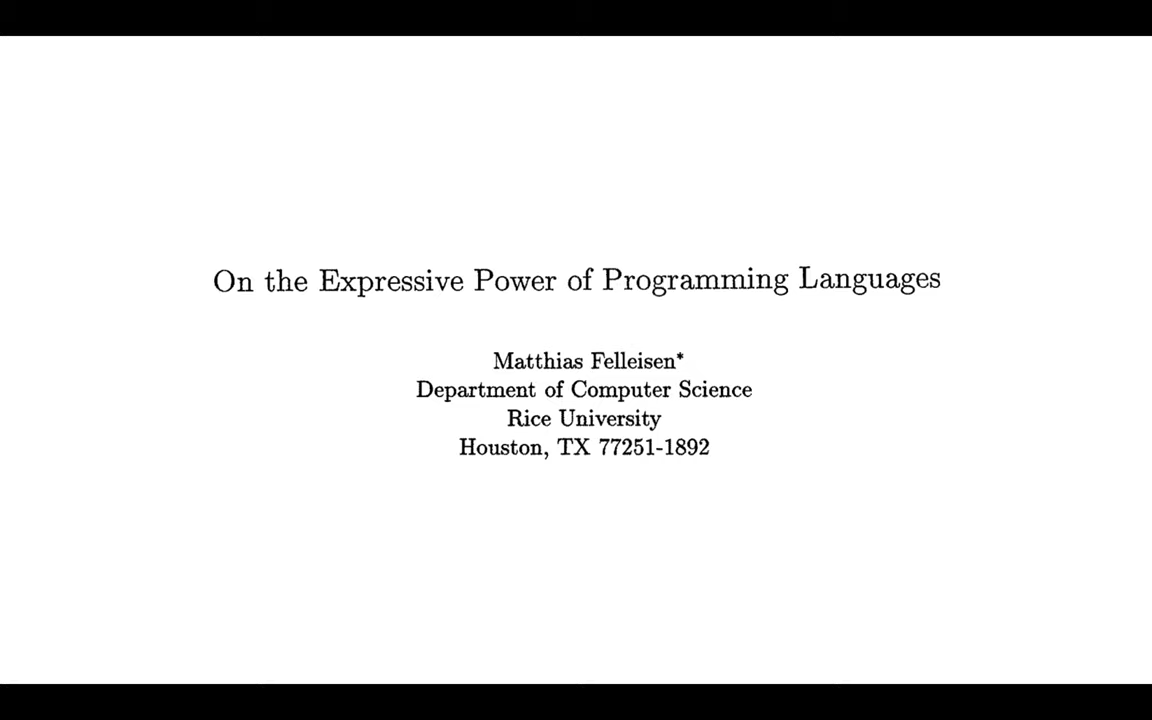 On the Expressive Power of Programming Languages
Matthias Felleisen*
Department of Computer Science
Rice University
Houston, TX 77251-1892